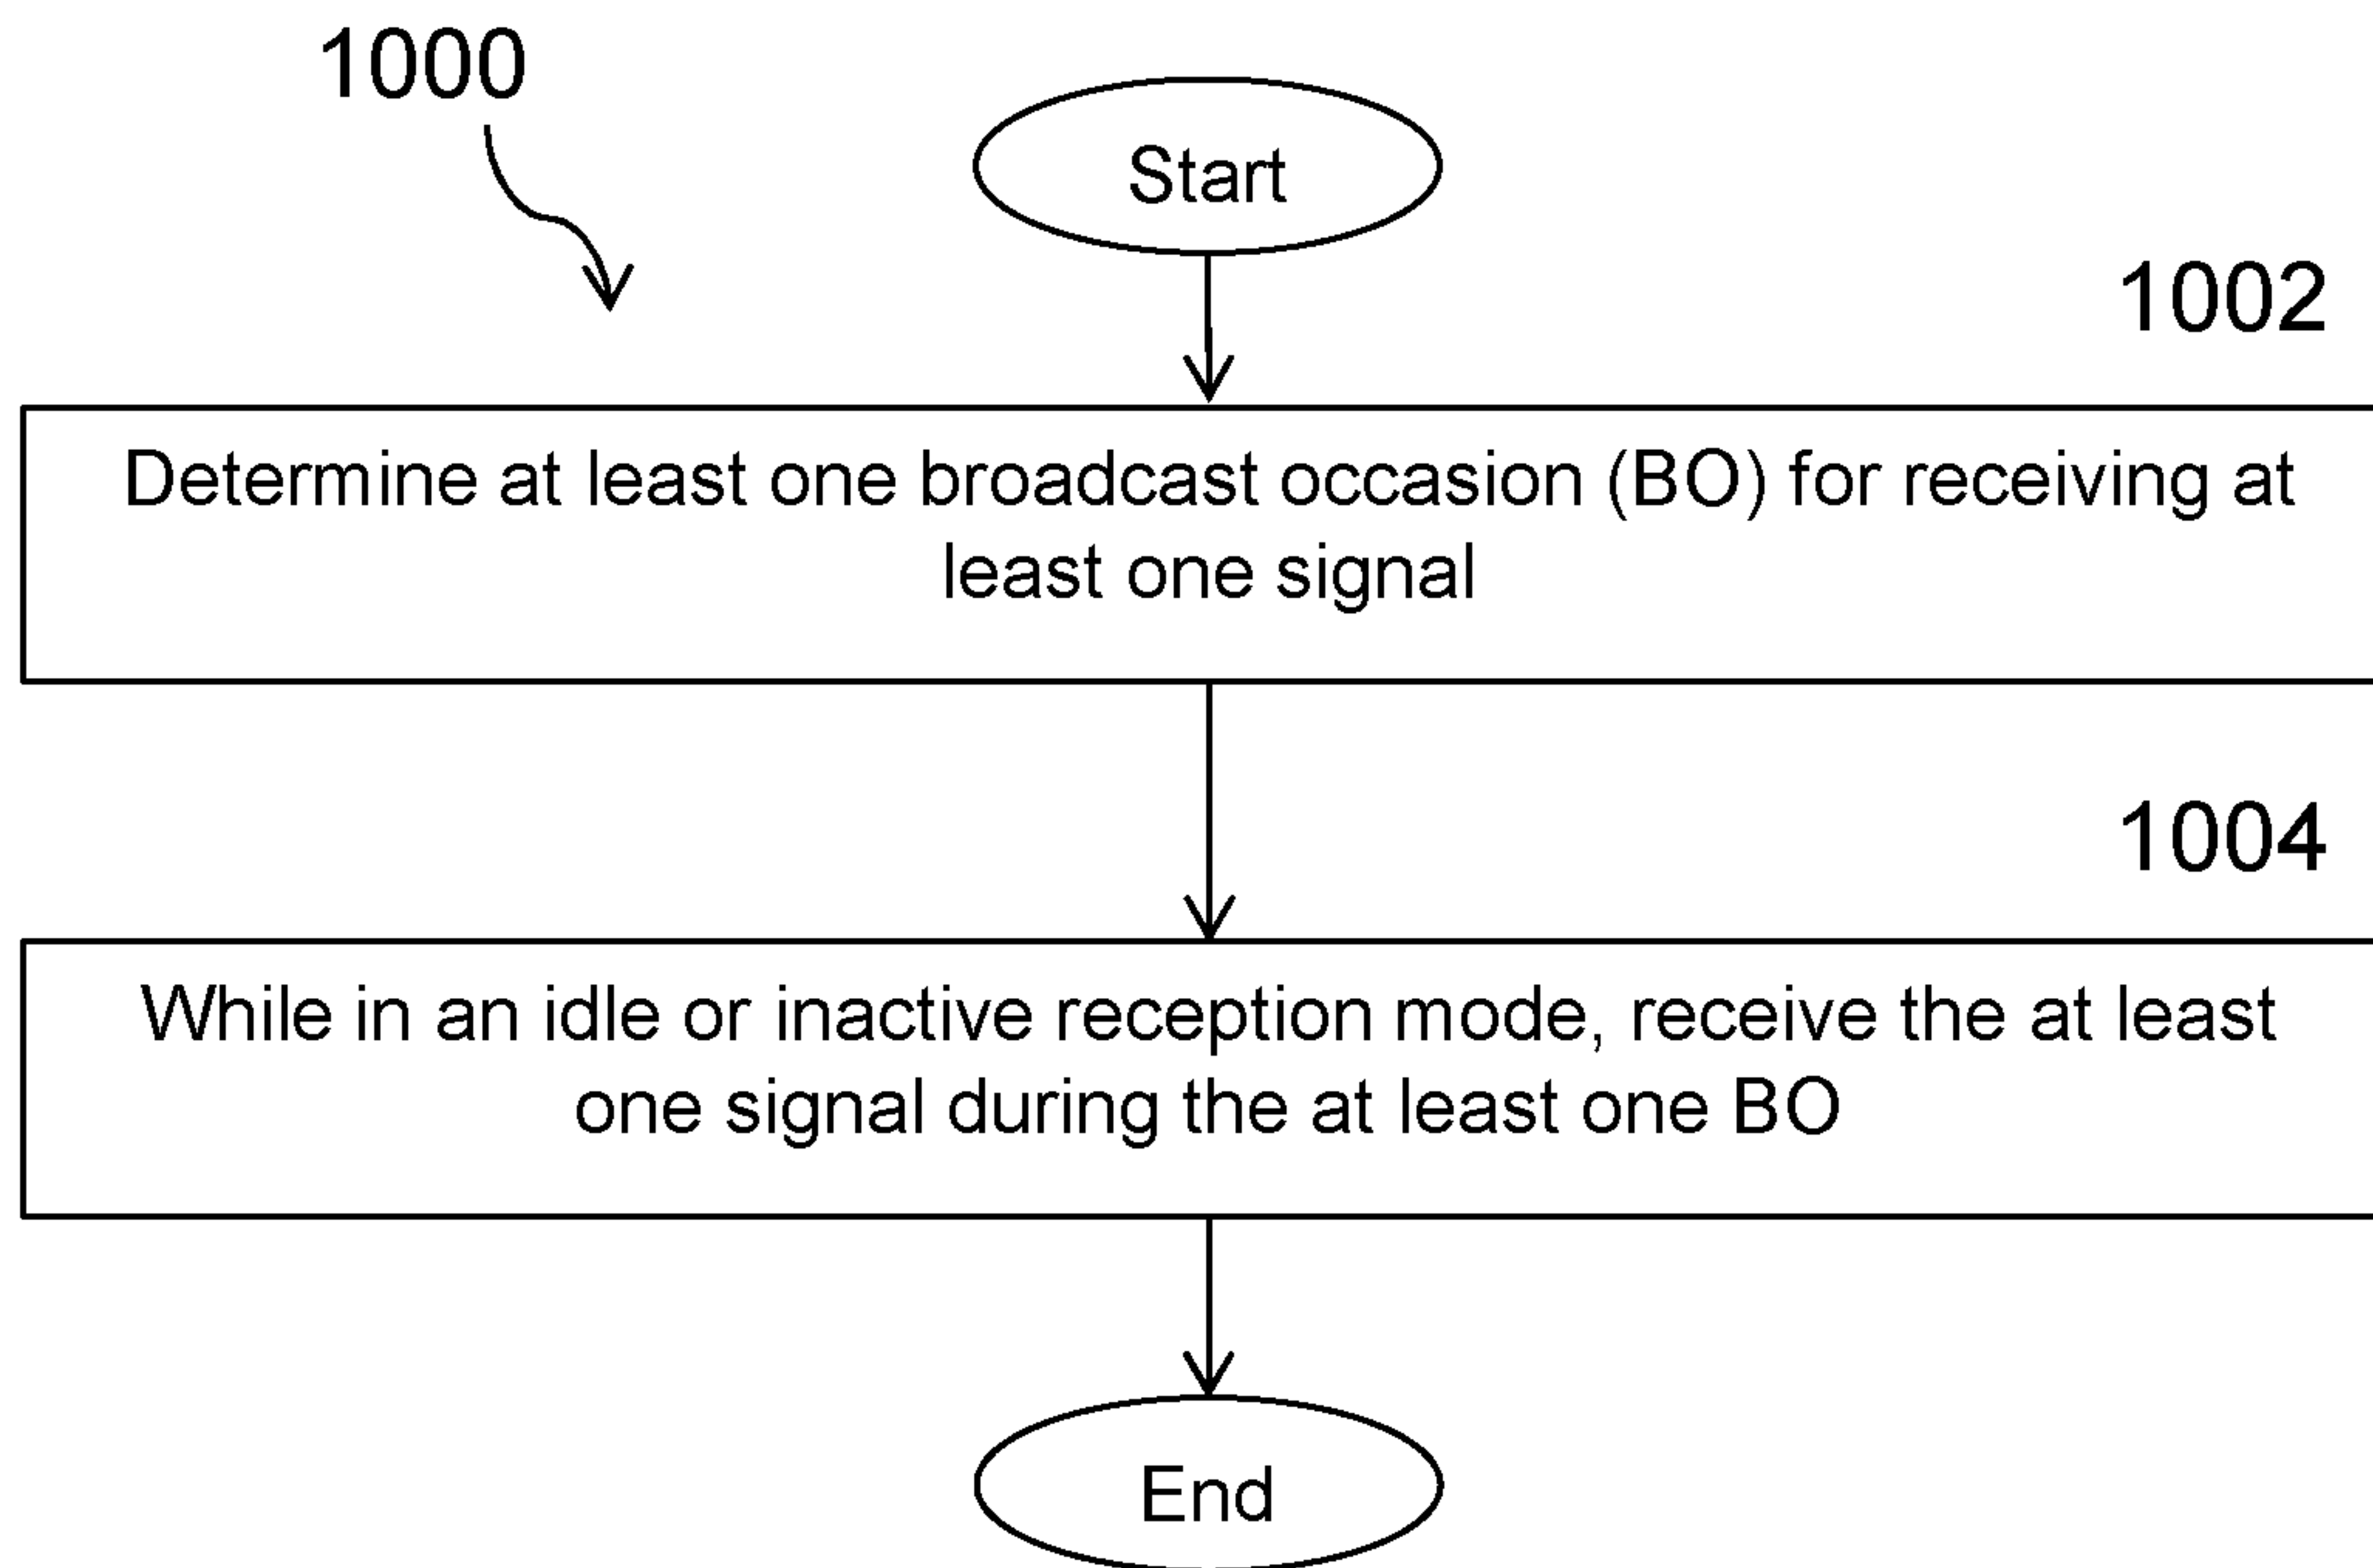 1000
Start
1002
Determine at least one broadcast occasion (BO) for receiving at
least one signal
1004
While in an idle or inactive reception mode, receive the at least
one signal during the at least one BO
End